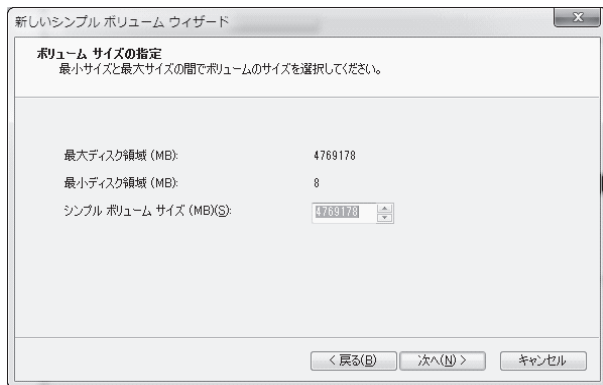 新しいシンプル ボリューム ウィザード
ボリューム サイズの指定
最小サイズと最大サイズの間でボリュームのサイズを選択してください。
最大ディスク領域 (MB): 4769178
最小ディスク領域 (MB): 8
シンプル ボリューム サイズ (MB)(S): 4769178
< 戻る(B) 次へ(N) > キャンセル